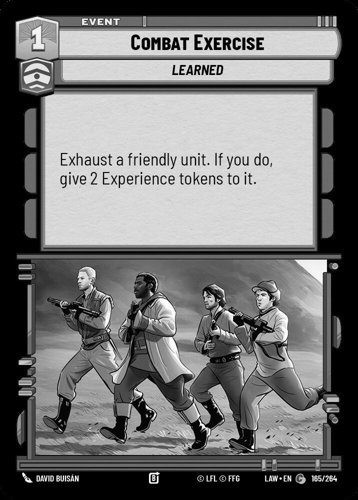 EVENT
1
COMBAT EXERCISE
LEARNED
Exhaust a friendly unit. If you do,
give 2 Experience tokens to it.
DAVID BUISÁN
© LFL © FFG
LAW • EN
165/264